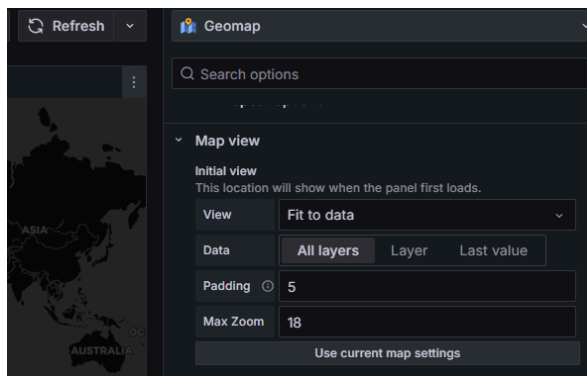 Refresh
Geomap
Search options
Map view
Initial view
This location will show when the panel first loads.
View Fit to data
Data All layers Layer Last value
Padding 5
Max Zoom 18
Use current map settings
ASIA
OC
AUSTRALIA